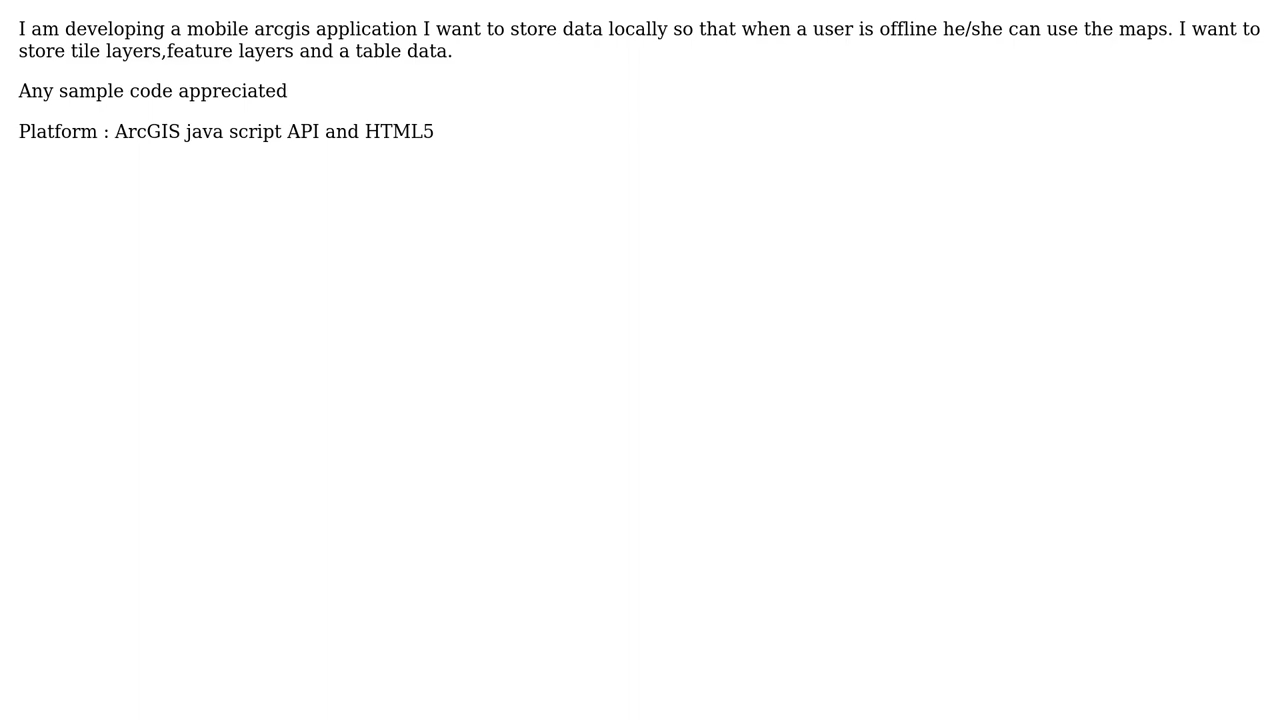 I am developing a mobile arcgis application I want to store data locally so that when a user is offline he/she can use the maps. I want to
store tile layers,feature layers and a table data.
Any sample code appreciated
Platform : ArcGIS java script API and HTML5